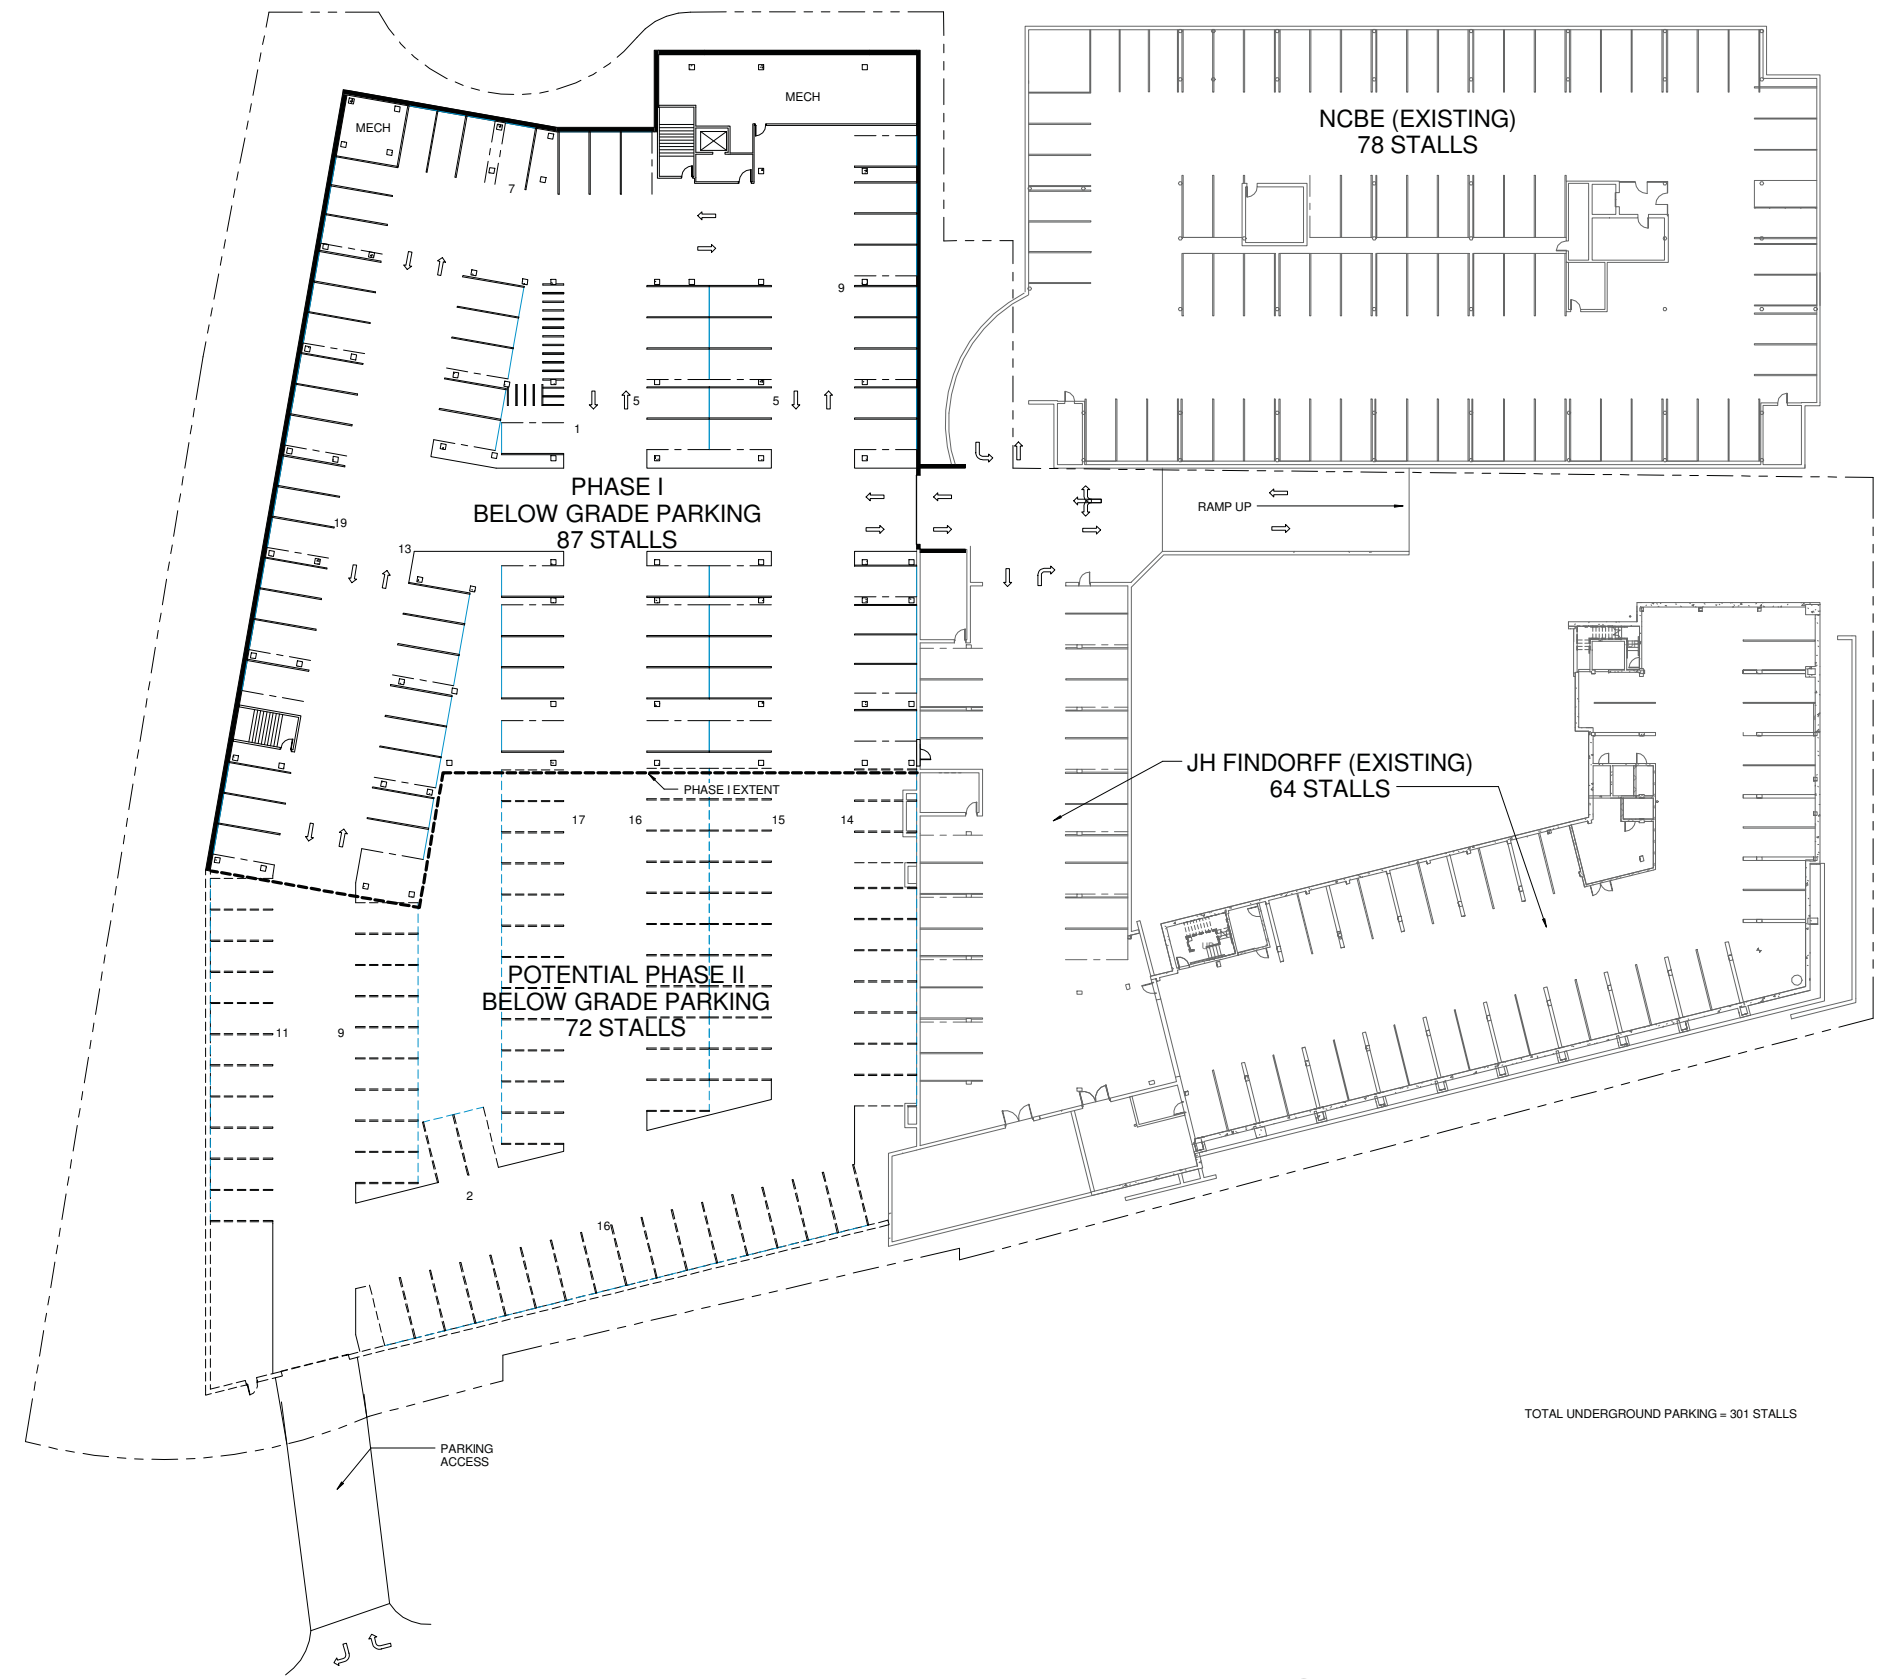 MECH
MECH
NCBE (EXISTING)
78 STALLS
7
9
5
5
1
PHASE I
BELOW GRADE PARKING
87 STALLS
RAMP UP
19
13
JH FINDORFF (EXISTING)
64 STALLS
PHASE I EXTENT
17
16
15
14
POTENTIAL PHASE II
BELOW GRADE PARKING
72 STALLS
11
9
2
16
TOTAL UNDERGROUND PARKING = 301 STALLS
PARKING
ACCESS